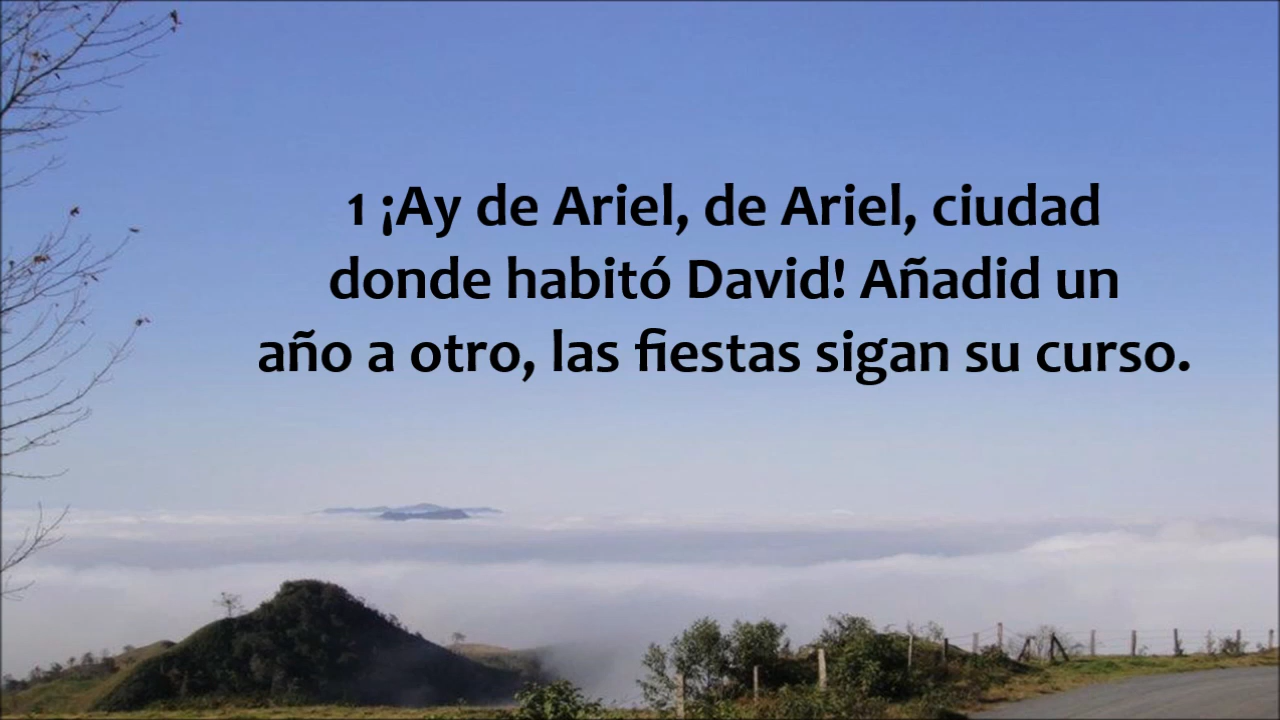 1 ¡Ay de Ariel, de Ariel, ciudad
donde habitó David! Añadid un
año a otro, las fiestas sigan su curso.